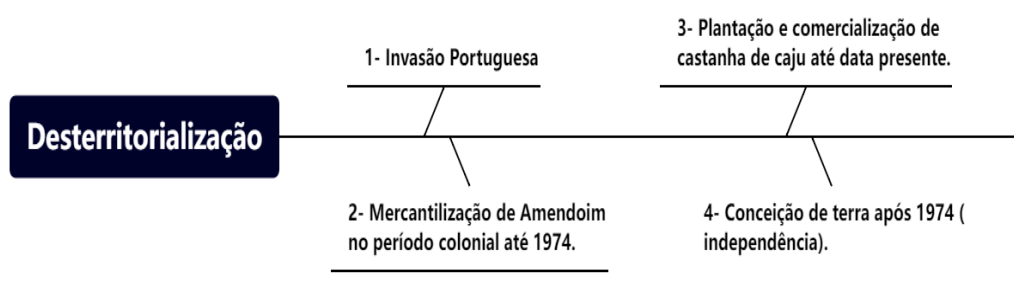 Desterritorialização
1- Invasão Portuguesa
2- Mercantilização de Amendoim
no período colonial até 1974.
3- Plantação e comercialização de
castanha de caju até data presente.
4- Conceição de terra após 1974 (
independência).